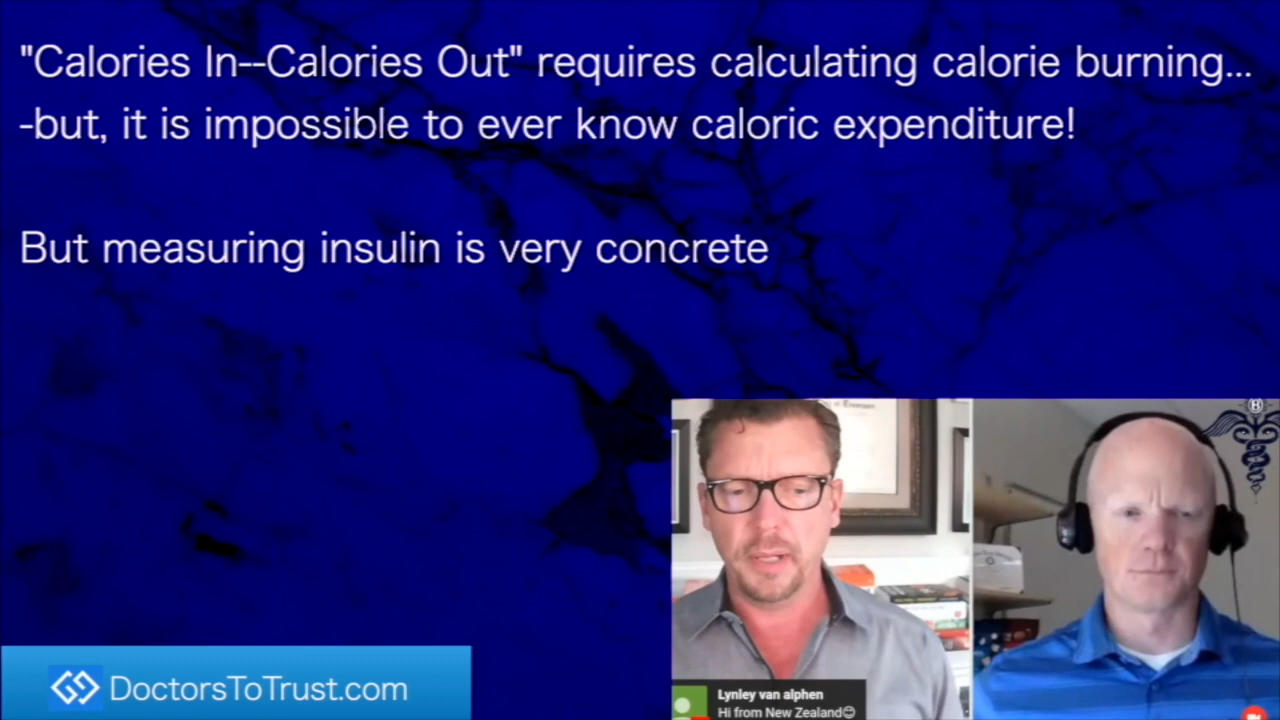 "Calories In--Calories Out" requires calculating calorie burning...
-but, it is impossible to ever know caloric expenditure!
But measuring insulin is very concrete
DoctorsToTrust.com
Lynley van alphen
Hi from New Zealand😊